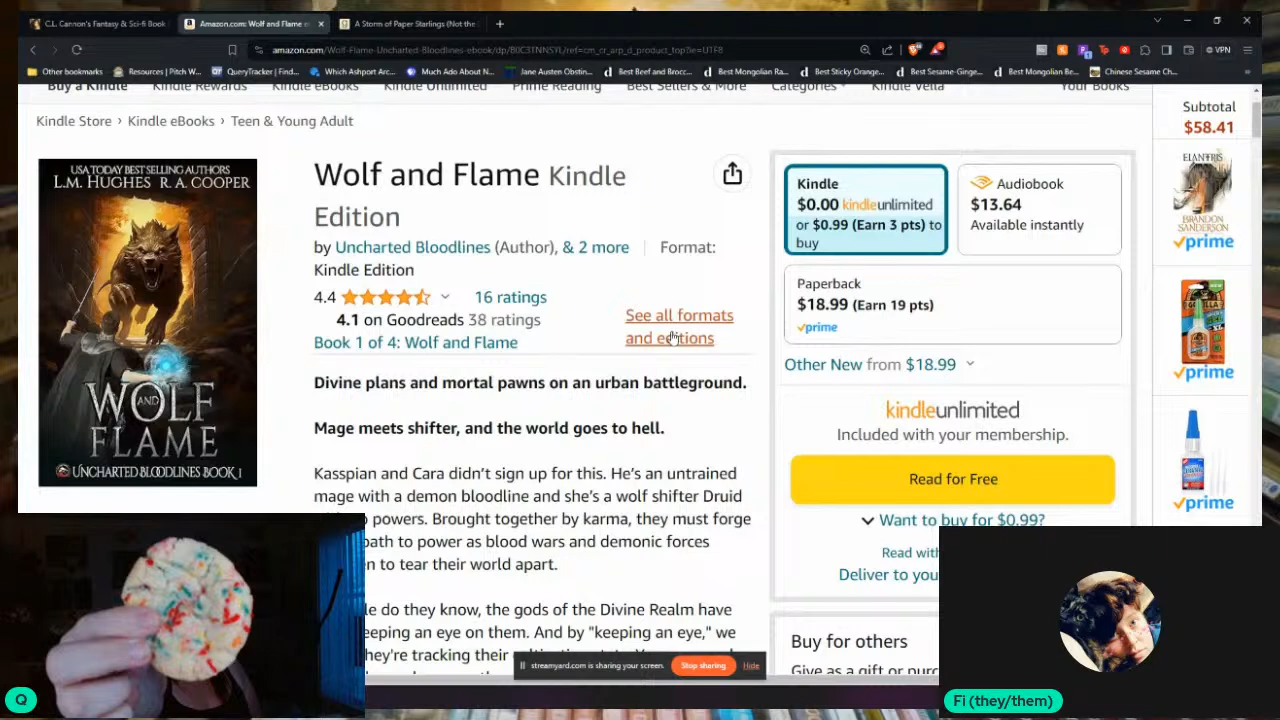 C.L. Cannon's Fantasy & Sci-fi Book
Amazon.com: Wolf and Flame
A Storm of Paper Starlings (Not the
amazon.com/Wolf-Flame-Uncharted-Bloodlines-ebook/dp/B0C3TNNSYL/ref=cm_cr_arp_d_product_top?ie=UTF8
VPN
Other bookmarks
Resources | Pitch W...
QueryTracker | Find...
Which Ashport Arc...
Much Ado About N...
Jane Austen Obstin...
Best Beef and Brocc...
Best Mongolian Ra...
Best Sticky Orange...
Best Sesame-Ginge...
Best Mongolian Be...
Chinese Sesame Ch...
Buy a Kindle
Kindle Rewards
Kindle eBooks
Kindle Unlimited
Prime Reading
Best Sellers & More
Categories
Kindle Vella
Your Books
Kindle Store › Kindle eBooks › Teen & Young Adult
Subtotal
$58.41
USA TODAY BEST SELLING AUTHORS
L.M. HUGHES R. A. COOPER
WOLF
AND
FLAME
UNCHARTED BLOODLINES BOOK 1
Wolf and Flame Kindle
Edition
by Uncharted Bloodlines (Author), & 2 more
Format:
Kindle Edition
4.4
16 ratings
4.1 on Goodreads 38 ratings
Book 1 of 4: Wolf and Flame
See all formats
and editions
Divine plans and mortal pawns on an urban battleground.
Mage meets shifter, and the world goes to hell.
Kasspian and Cara didn’t sign up for this. He’s an untrained
mage with a demon bloodline and she’s a wolf shifter Druid
powers. Brought together by karma, they must forge
path to power as blood wars and demonic forces
to tear their world apart.
do they know, the gods of the Divine Realm have
keeping an eye on them. And by "keeping an eye," we
they're tracking their
Kindle
$0.00 kindleunlimited
or $0.99 (Earn 3 pts) to
buy
Audiobook
$13.64
Available instantly
Paperback
$18.99 (Earn 19 pts)
prime
Other New from $18.99
kindleunlimited
Included with your membership.
Read for Free
Want to buy for $0.99?
Read with
Deliver to you
Buy for others
Give as a gift or purc
ELANTRIS
BRANDON
SANDERSON
prime
GORILLA
prime
prime
streamyard.com is sharing your screen.
Stop sharing
Hide
Q
Fi (they/them)